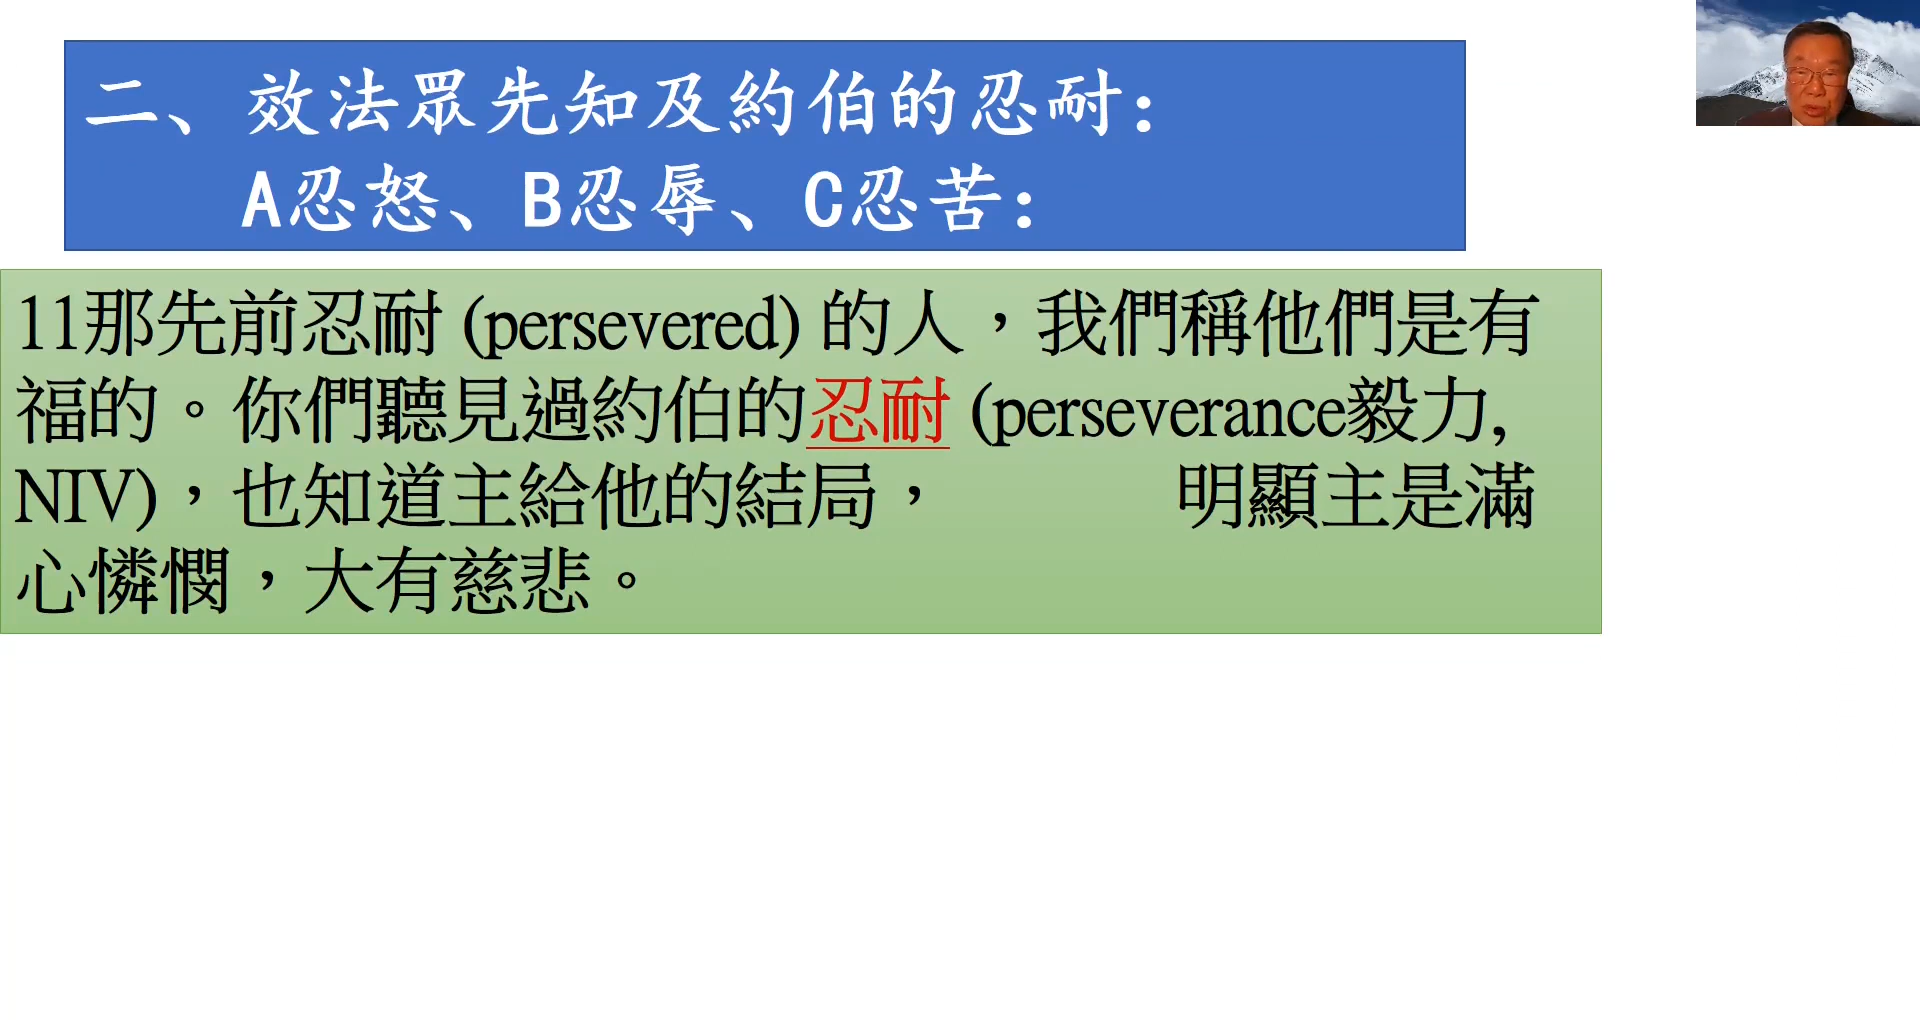 二、效法眾先知及約伯的忍耐：
A忍怒、B忍辱、C忍苦：
11那先前忍耐 (persevered) 的人，我們稱他們是有
福的。你們聽見過約伯的忍耐 (perseverance毅力,
NIV)，也知道主給他的結局， 明顯主是滿
心憐憫，大有慈悲。